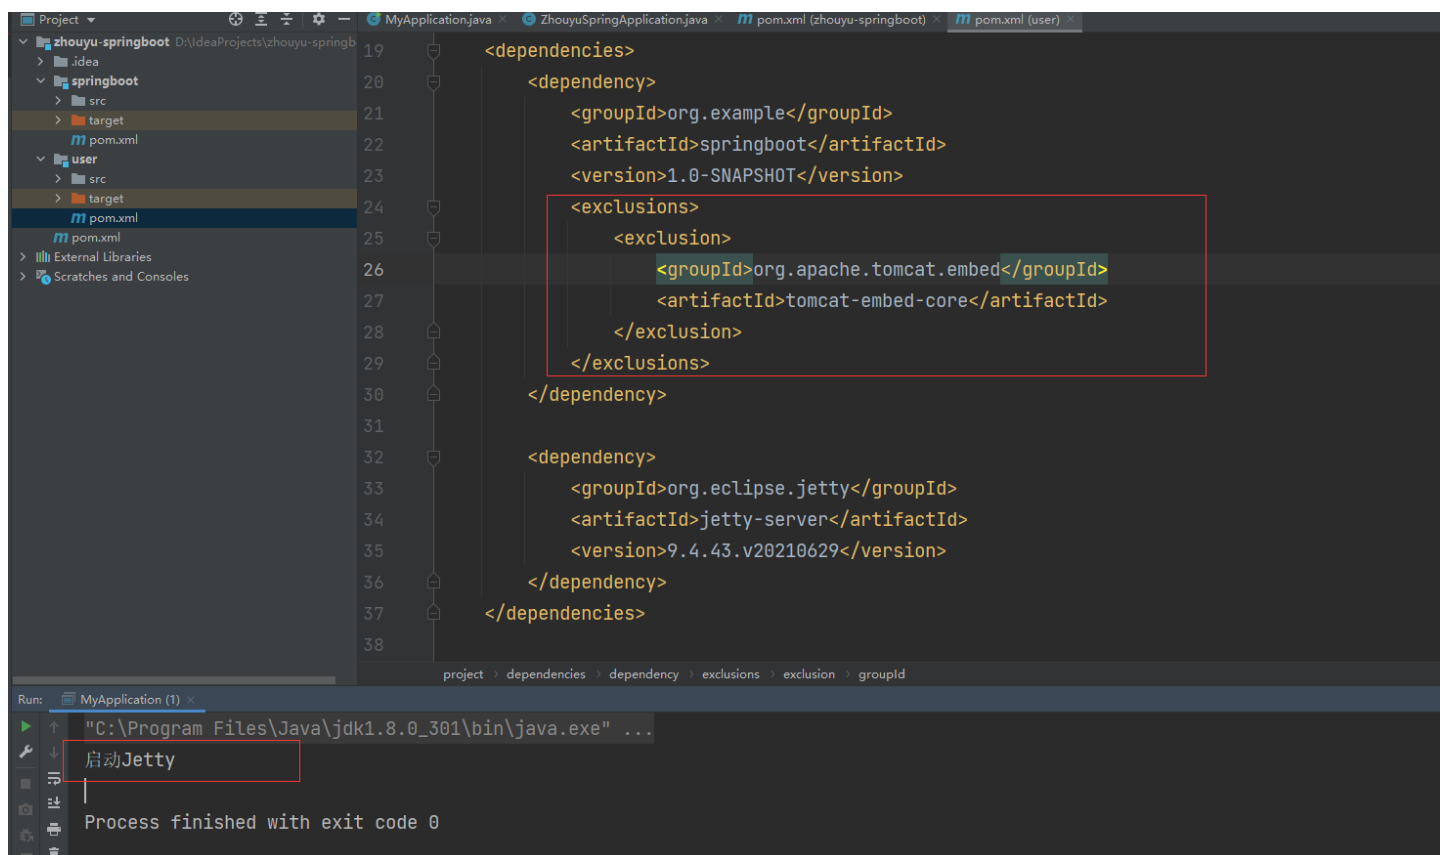 Project
MyApplication.java
ZhouyuSpringApplication.java
pom.xml (zhouyu-springboot)
pom.xml (user)
zhouyu-springboot D:\IdeaProjects\zhouyu-springb
.idea
springboot
src
target
pom.xml
user
src
target
pom.xml
pom.xml
External Libraries
Scratches and Consoles
19 <dependencies>
20 <dependency>
21 <groupId>org.example</groupId>
22 <artifactId>springboot</artifactId>
23 <version>1.0-SNAPSHOT</version>
24 <exclusions>
25 <exclusion>
26 <groupId>org.apache.tomcat.embed</groupId>
27 <artifactId>tomcat-embed-core</artifactId>
28 </exclusion>
29 </exclusions>
30 </dependency>
31
32 <dependency>
33 <groupId>org.eclipse.jetty</groupId>
34 <artifactId>jetty-server</artifactId>
35 <version>9.4.43.v20210629</version>
36 </dependency>
37 </dependencies>
38
project > dependencies > dependency > exclusions > exclusion > groupId
Run: MyApplication (1)
"C:\Program Files\Java\jdk1.8.0_301\bin\java.exe" ...
启动Jetty
Process finished with exit code 0